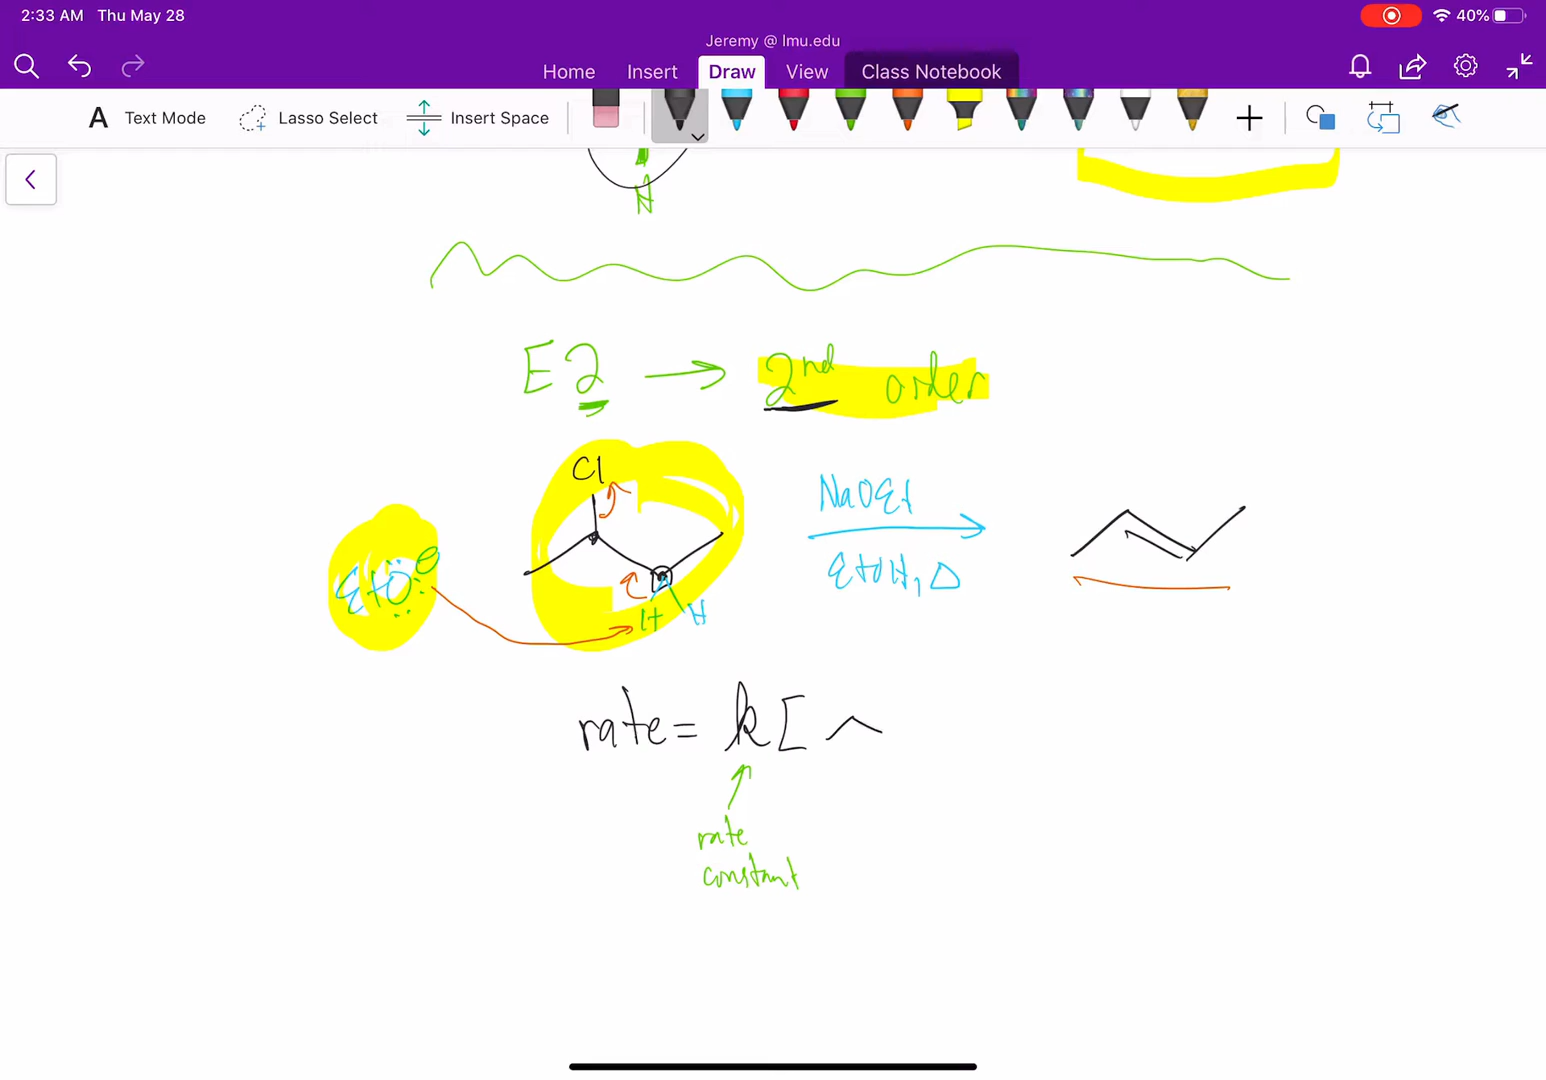 2:33 AM Thu May 28
40%
Jeremy @ lmu.edu
Home Insert Draw View Class Notebook
A Text Mode Lasso Select Insert Space
H
E2 → 2nd order
Cl
NaOEt
EtO⊖
EtOH, Δ
H H
rate = k [
rate
constant